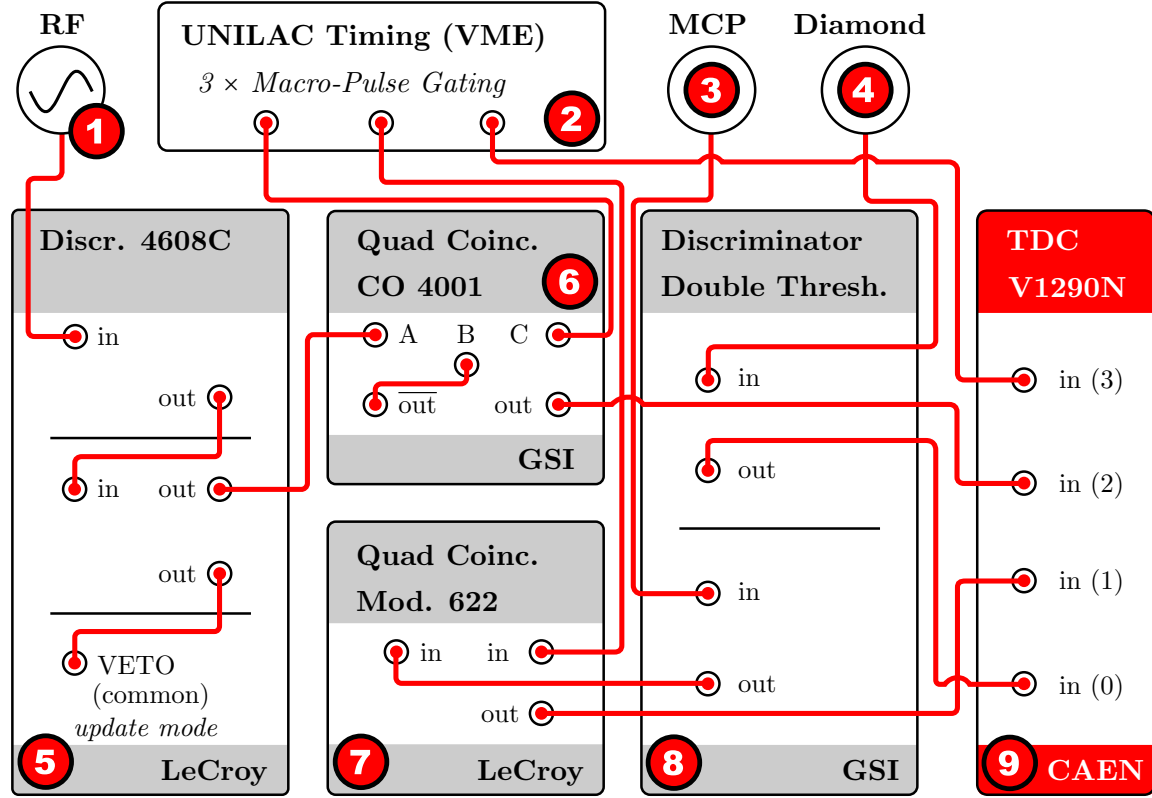 RF
UNILAC Timing (VME)
3 × Macro-Pulse Gating
MCP
Diamond
1
2
3
4
Discr. 4608C
in
out
in
out
out
VETO
(common)
update mode
5
LeCroy
Quad Coinc.
CO 4001
6
A
B
C
out
out
GSI
Quad Coinc.
Mod. 622
in
in
out
7
LeCroy
Discriminator
Double Thresh.
in
out
in
out
8
GSI
TDC
V1290N
in (3)
in (2)
in (1)
in (0)
9
CAEN